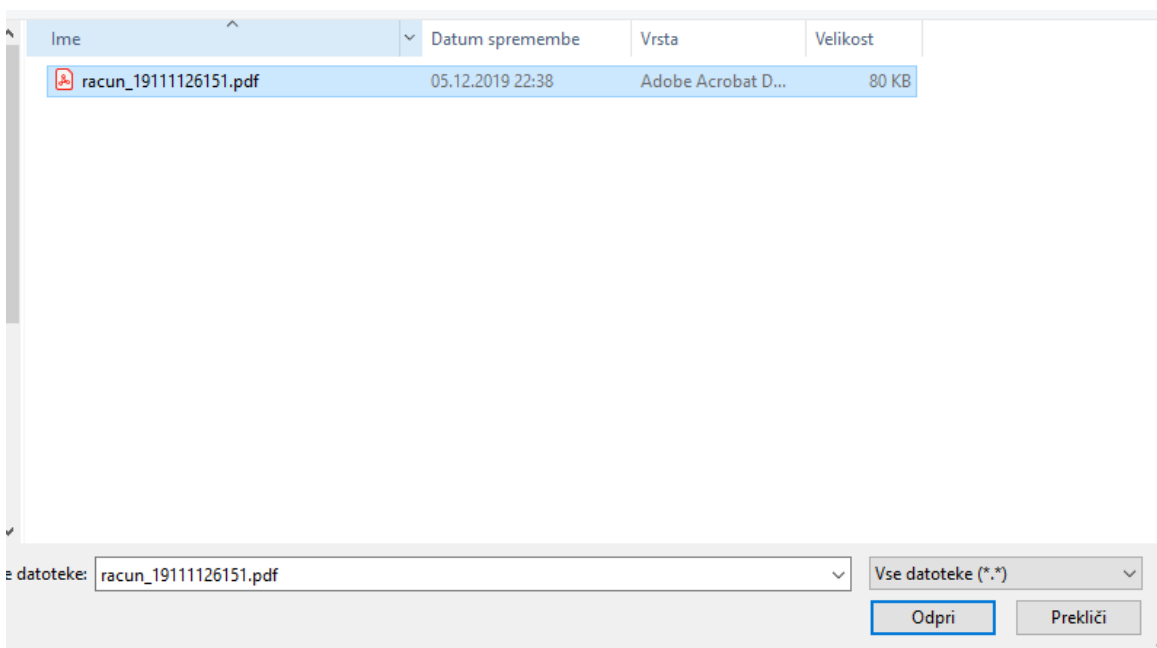 Ime Datum spremembe Vrsta Velikost
racun_19111126151.pdf 05.12.2019 22:38 Adobe Acrobat D... 80 KB
e datoteke: racun_19111126151.pdf Vse datoteke (*.*)
Odpri Prekliči